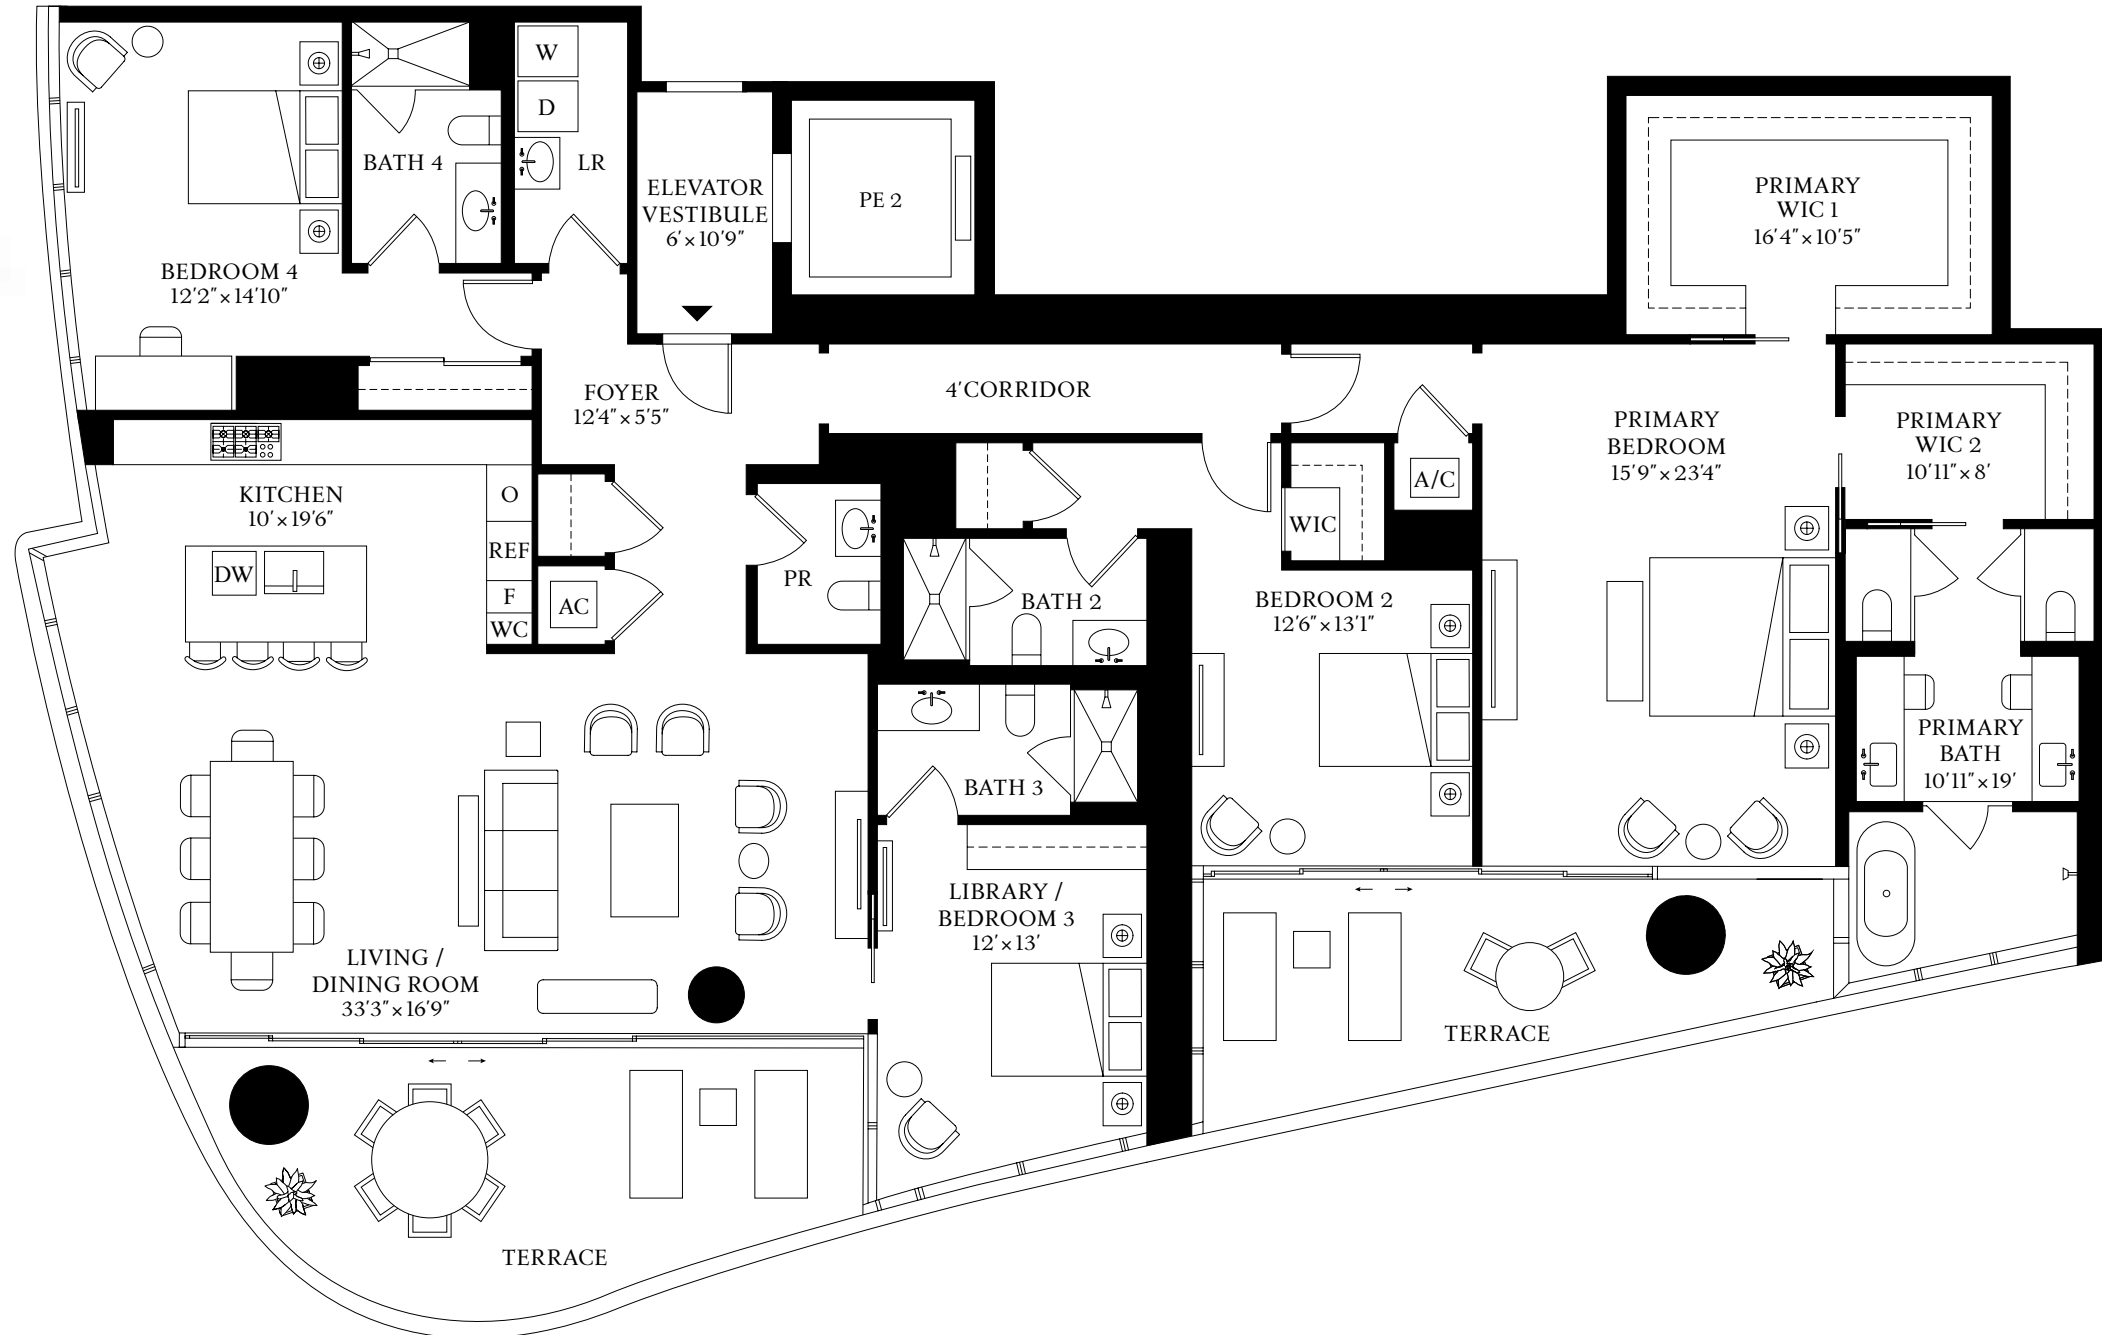 W
D
BATH 4
LR
ELEVATOR
VESTIBULE
6'×10'9"
PE 2
PRIMARY
WIC 1
16'4"×10'5"
BEDROOM 4
12'2"×14'10"
FOYER
12'4"×5'5"
4'CORRIDOR
PRIMARY
BEDROOM
15'9"×23'4"
PRIMARY
WIC 2
10'11"×8'
KITCHEN
10'×19'6"
O
REF
F
WC
DW
AC
PR
A/C
WIC
BATH 2
BEDROOM 2
12'6"×13'1"
BATH 3
PRIMARY
BATH
10'11"×19'
LIVING /
DINING ROOM
33'3"×16'9"
LIBRARY /
BEDROOM 3
12'×13'
TERRACE
TERRACE